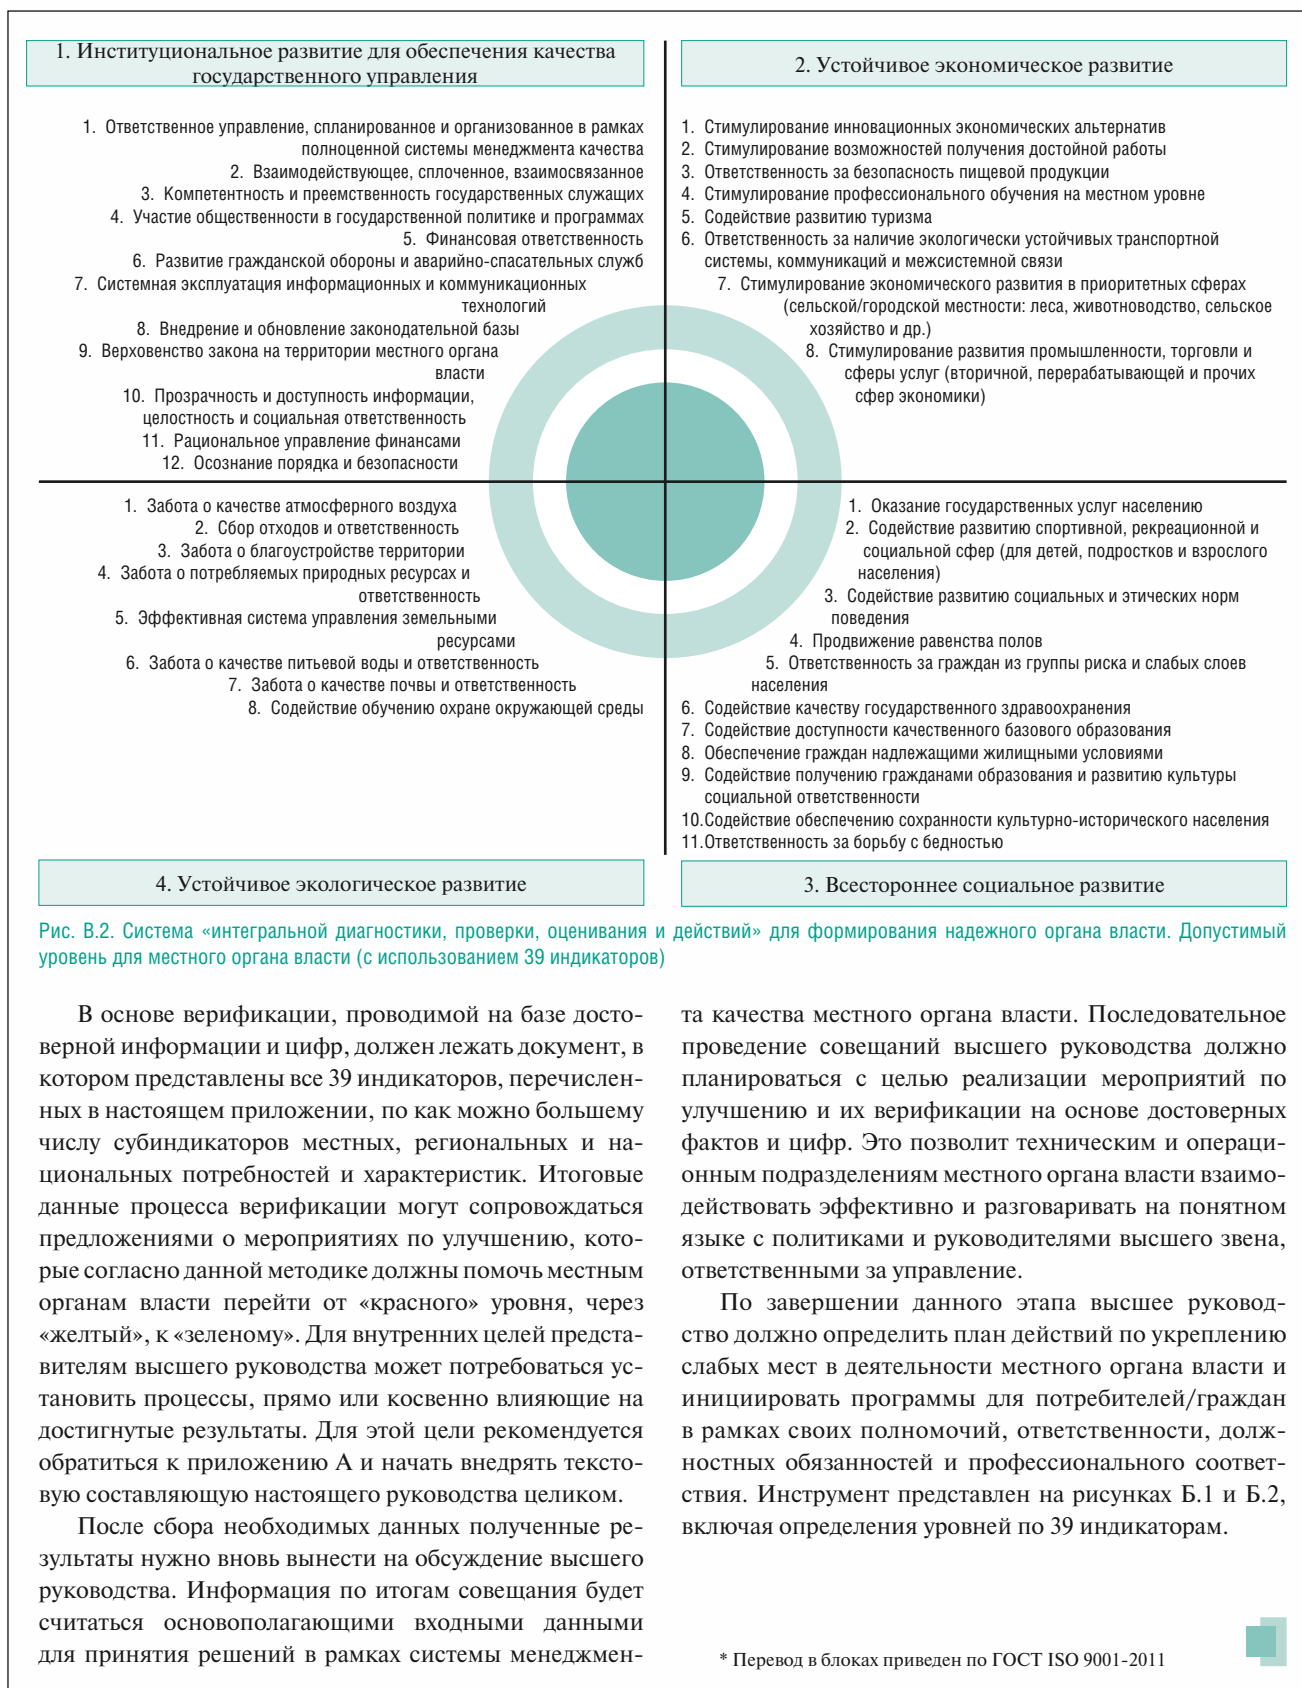 1. Институциональное развитие для обеспечения качества
государственного управления
1. Ответственное управление, спланированное и организованное в рамках
полноценной системы менеджмента качества
2. Взаимодействующее, сплоченное, взаимосвязанное
3. Компетентность и преемственность государственных служащих
4. Участие общественности в государственной политике и программах
5. Финансовая ответственность
6. Развитие гражданской обороны и аварийно-спасательных служб
7. Системная эксплуатация информационных и коммуникационных
технологий
8. Внедрение и обновление законодательной базы
9. Верховенство закона на территории местного органа
власти
10. Прозрачность и доступность информации,
целостность и социальная ответственность
11. Рациональное управление финансами
12. Осознание порядка и безопасности
2. Устойчивое экономическое развитие
1. Стимулирование инновационных экономических альтернатив
2. Стимулирование возможностей получения достойной работы
3. Ответственность за безопасность пищевой продукции
4. Стимулирование профессионального обучения на местном уровне
5. Содействие развитию туризма
6. Ответственность за наличие экологически устойчивых транспортной
системы, коммуникаций и межсистемной связи
7. Стимулирование экономического развития в приоритетных сферах
(сельской/городской местности: леса, животноводство, сельское
хозяйство и др.)
8. Стимулирование развития промышленности, торговли и
сферы услуг (вторичной, перерабатывающей и прочих
сфер экономики)
1. Забота о качестве атмосферного воздуха
2. Сбор отходов и ответственность
3. Забота о благоустройстве территории
4. Забота о потребляемых природных ресурсах и
ответственность
5. Эффективная система управления земельными
ресурсами
6. Забота о качестве питьевой воды и ответственность
7. Забота о качестве почвы и ответственность
8. Содействие обучению охране окружающей среды
4. Устойчивое экологическое развитие
1. Оказание государственных услуг населению
2. Содействие развитию спортивной, рекреационной и
социальной сфер (для детей, подростков и взрослого
населения)
3. Содействие развитию социальных и этических норм
поведения
4. Продвижение равенства полов
5. Ответственность за граждан из группы риска и слабых слоев
населения
6. Содействие качеству государственного здравоохранения
7. Содействие доступности качественного базового образования
8. Обеспечение граждан надлежащими жилищными условиями
9. Содействие получению гражданами образования и развитию культуры
социальной ответственности
10.Содействие обеспечению сохранности культурно-исторического населения
11.Ответственность за борьбу с бедностью
3. Всестороннее социальное развитие
Рис. В.2. Система «интегральной диагностики, проверки, оценивания и действий» для формирования надежного органа власти. Допустимый
уровень для местного органа власти (с использованием 39 индикаторов)
В основе верификации, проводимой на базе досто-
верной информации и цифр, должен лежать документ, в
котором представлены все 39 индикаторов, перечислен-
ных в настоящем приложении, по как можно большему
числу субиндикаторов местных, региональных и на-
циональных потребностей и характеристик. Итоговые
данные процесса верификации могут сопровождаться
предложениями о мероприятиях по улучшению, кото-
рые согласно данной методике должны помочь местным
органам власти перейти от «красного» уровня, через
«желтый», к «зеленому». Для внутренних целей предста-
вителям высшего руководства может потребоваться ус-
тановить процессы, прямо или косвенно влияющие на
достигнутые результаты. Для этой цели рекомендуется
обратиться к приложению А и начать внедрять тексто-
вую составляющую настоящего руководства целиком.
После сбора необходимых данных полученные ре-
зультаты нужно вновь вынести на обсуждение высшего
руководства. Информация по итогам совещания будет
считаться основополагающими входными данными
для принятия решений в рамках системы менеджмен-
та качества местного органа власти. Последовательное
проведение совещаний высшего руководства должно
планироваться с целью реализации мероприятий по
улучшению и их верификации на основе достоверных
фактов и цифр. Это позволит техническим и операци-
онным подразделениям местного органа власти взаимо-
действовать эффективно и разговаривать на понятном
языке с политиками и руководителями высшего звена,
ответственными за управление.
По завершении данного этапа высшее руковод-
ство должно определить план действий по укреплению
слабых мест в деятельности местного органа власти и
инициировать программы для потребителей/граждан
в рамках своих полномочий, ответственности, долж-
ностных обязанностей и профессионального соответ-
ствия. Инструмент представлен на рисунках Б.1 и Б.2,
включая определения уровней по 39 индикаторам.
* Перевод в блоках приведен по ГОСТ ISO 9001-2011